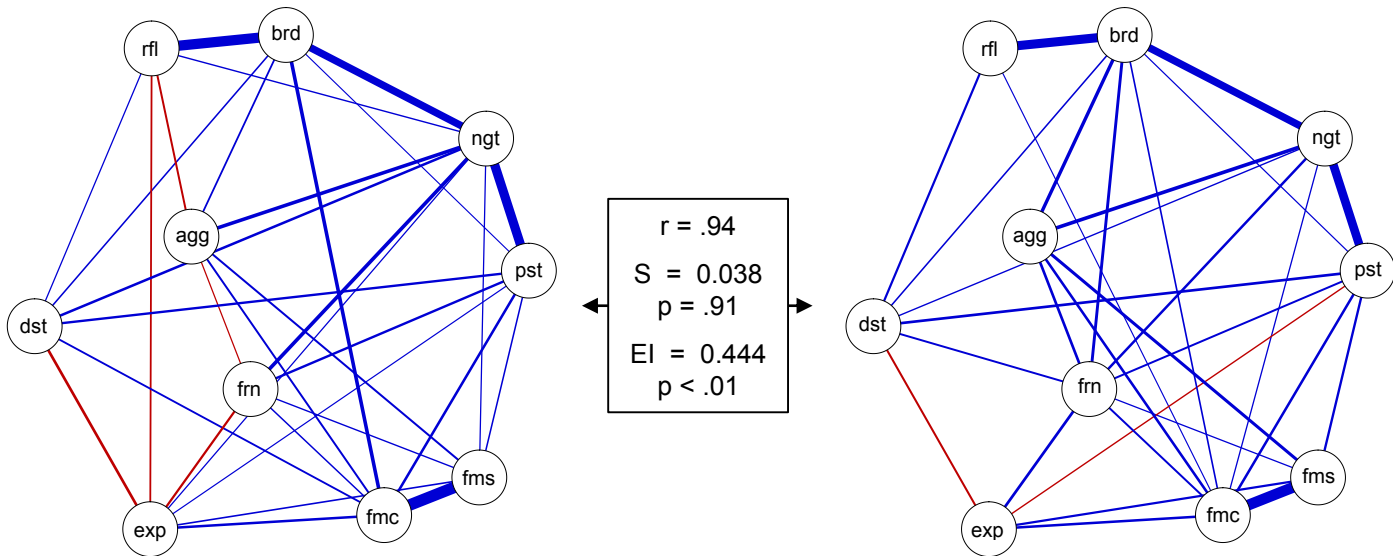 rfl
brd
ngt
agg
pst
dst
frn
fms
fmc
exp
r = .94
S = 0.038
p = .91
EI = 0.444
p < .01
rfl
brd
ngt
agg
pst
dst
frn
fms
fmc
exp